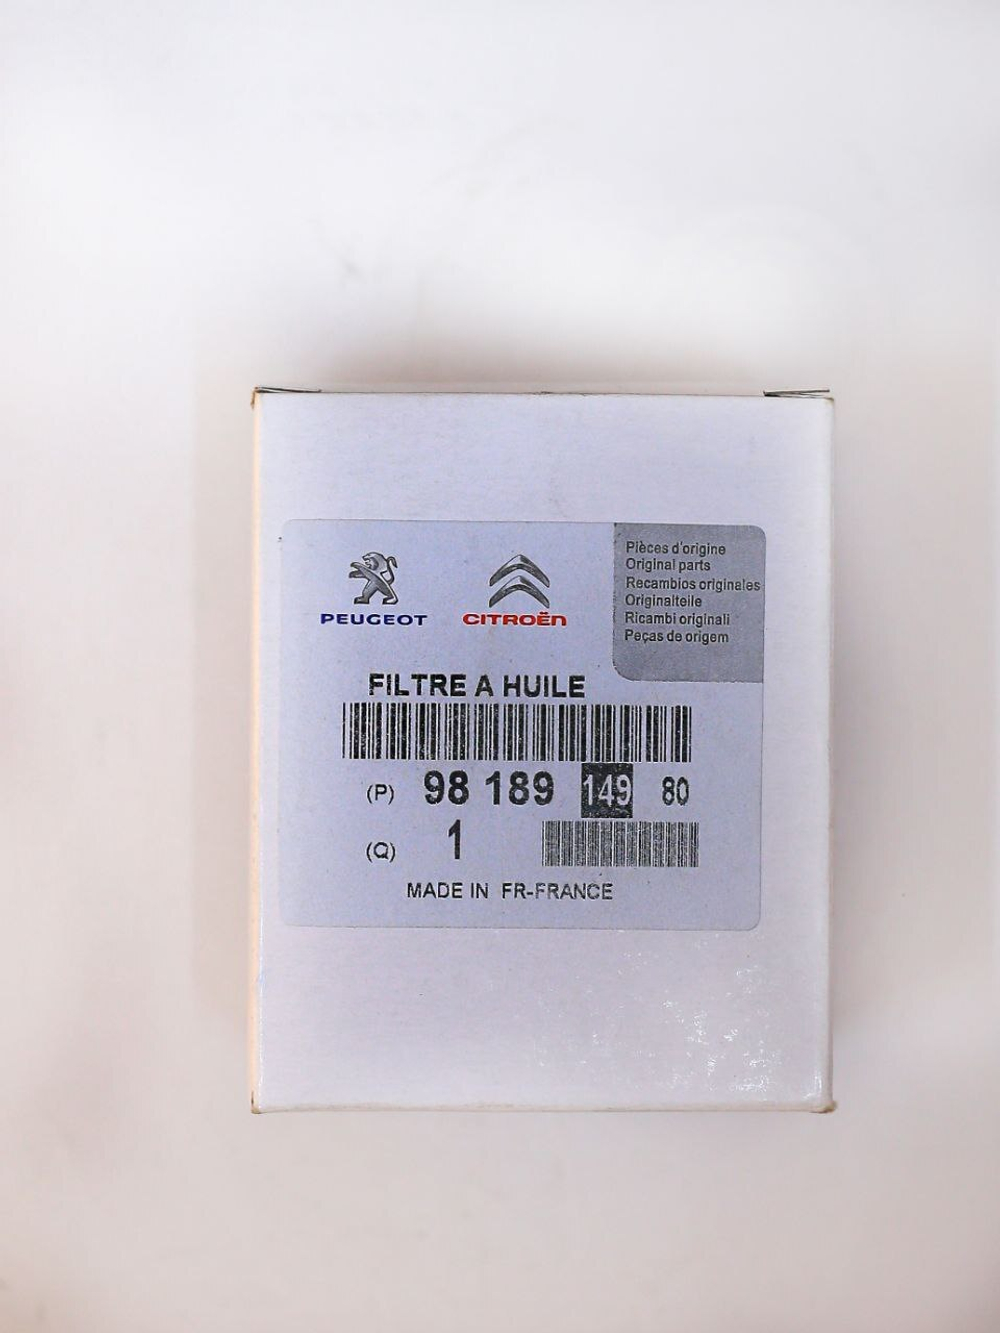 PEUGEOT CITROËN
Pièces d'origine
Original parts
Recambios originales
Originalteile
Ricambi originali
Peças de origem
FILTRE A HUILE
(P) 98 189 149 80
(Q) 1
MADE IN FR-FRANCE